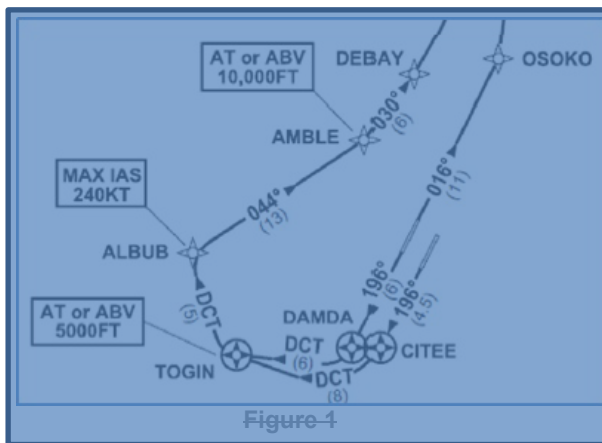 AT or ABV
10,000FT
DEBAY
OSOKO
030°
(6)
AMBLE
MAX IAS
240KT
016°
(11)
044°
(13)
ALBUB
196°
(6)
196°
(4.5)
DCT
(5)
AT or ABV
5000FT
DAMDA
DCT
(6)
CITEE
TOGIN
DCT
(8)
Figure 1